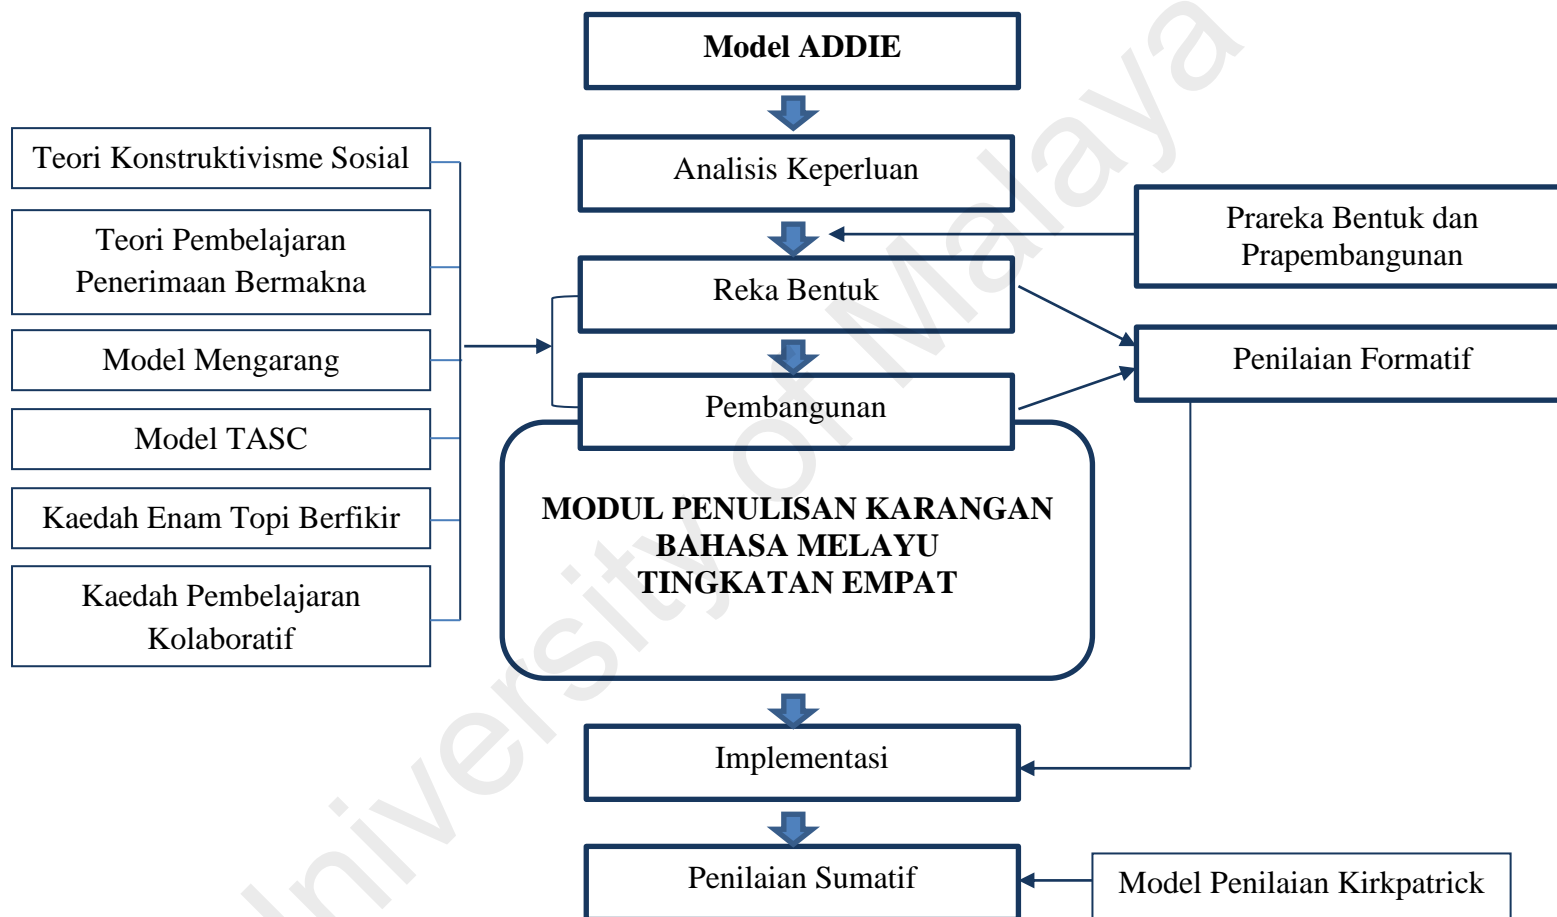 Model ADDIE
Analisis Keperluan
Teori Konstruktivisme Sosial
Teori Pembelajaran
Penerimaan Bermakna
Model Mengarang
Model TASC
Kaedah Enam Topi Berfikir
Kaedah Pembelajaran
Kolaboratif
Prareka Bentuk dan
Prapembangunan
Reka Bentuk
Penilaian Formatif
Pembangunan
MODUL PENULISAN KARANGAN
BAHASA MELAYU
TINGKATAN EMPAT
Implementasi
Penilaian Sumatif
Model Penilaian Kirkpatrick
niversity of Malaya